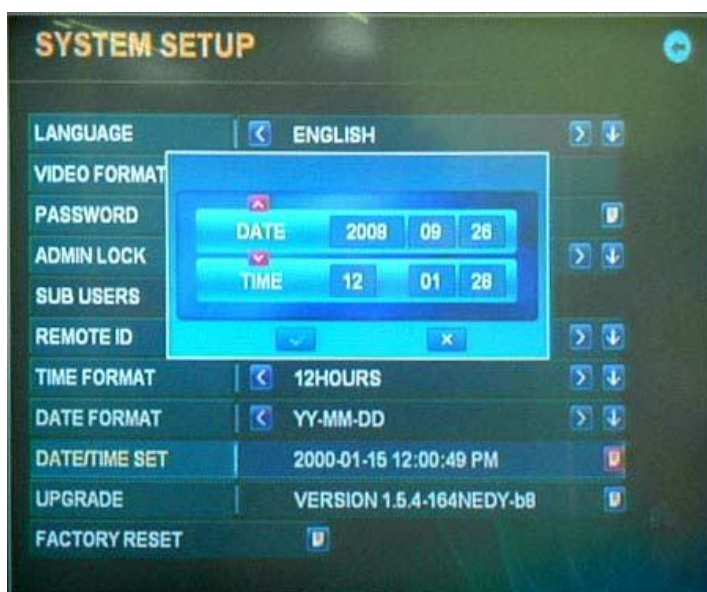 SYSTEM SETUP
LANGUAGE ENGLISH
VIDEO FORMAT
DATE 2009 09 26
PASSWORD
TIME 12 01 28
ADMIN LOCK
SUB USERS
REMOTE ID
TIME FORMAT 12HOURS
DATE FORMAT YY-MM-DD
DATE/TIME SET 2000-01-15 12:00:49 PM
UPGRADE VERSION 1.5.4-164NEDY-b8
FACTORY RESET